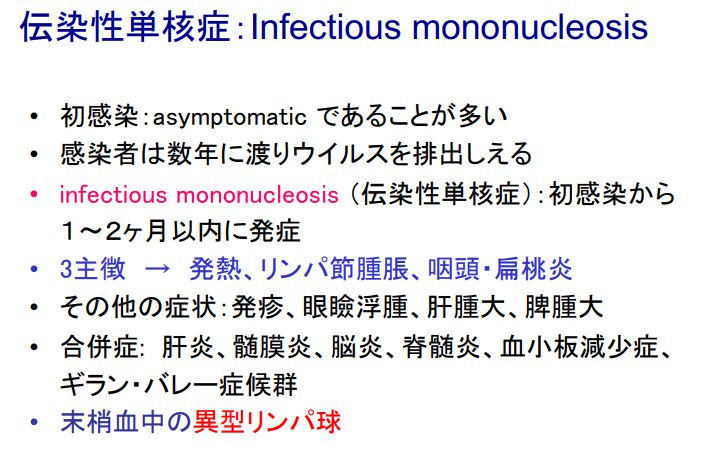 伝染性単核症：Infectious mononucleosis
• 初感染：asymptomatic であることが多い
• 感染者は数年に渡りウイルスを排出しえる
• infectious mononucleosis （伝染性単核症）：初感染から
１～２ヶ月以内に発症
• 3主徴　→　発熱、リンパ節腫脹、咽頭・扁桃炎
• その他の症状：発疹、眼瞼浮腫、肝腫大、脾腫大
• 合併症:　肝炎、髄膜炎、脳炎、脊髄炎、血小板減少症、
ギラン・バレー症候群
• 末梢血中の異型リンパ球